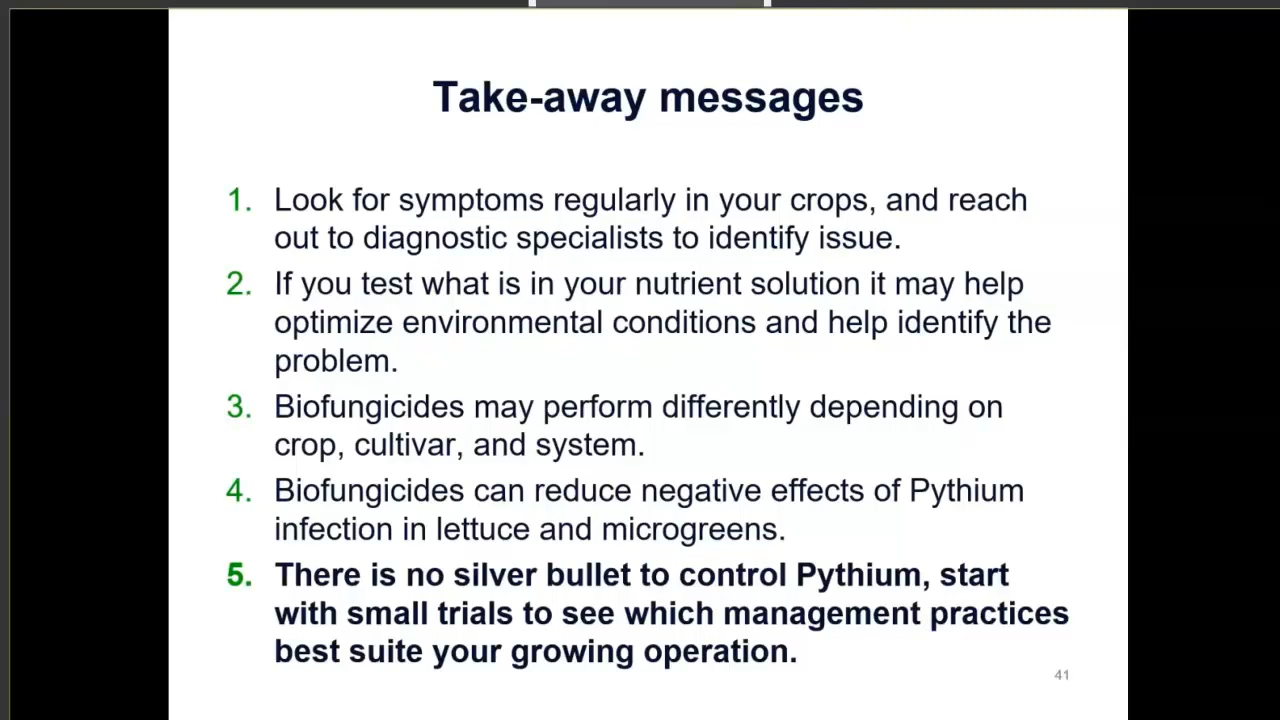 Take-away messages
1. Look for symptoms regularly in your crops, and reach
out to diagnostic specialists to identify issue.
2. If you test what is in your nutrient solution it may help
optimize environmental conditions and help identify the
problem.
3. Biofungicides may perform differently depending on
crop, cultivar, and system.
4. Biofungicides can reduce negative effects of Pythium
infection in lettuce and microgreens.
5. There is no silver bullet to control Pythium, start
with small trials to see which management practices
best suite your growing operation.
41